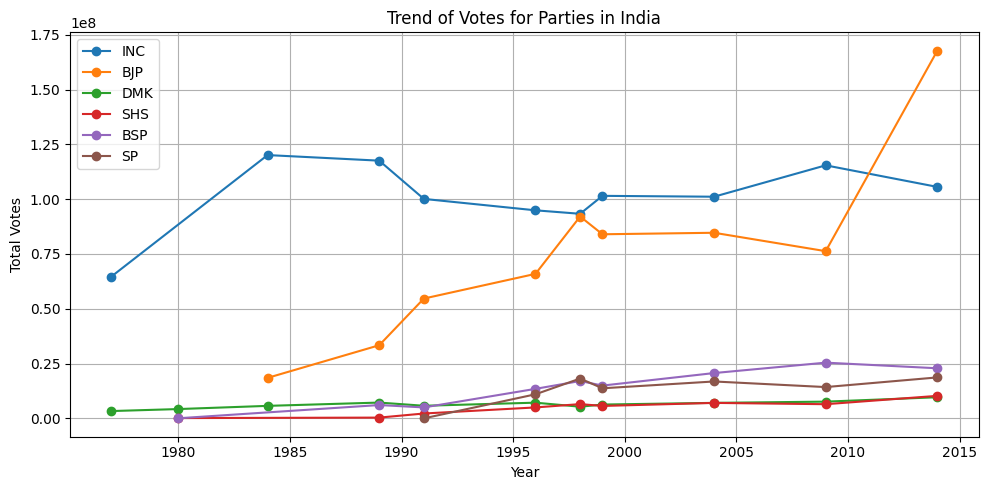 Trend of Votes for Parties in India
1e8
1.75
1.50
1.25
1.00
0.75
0.50
0.25
0.00
Total Votes
INC
BJP
DMK
SHS
BSP
SP
1980 1985 1990 1995 2000 2005 2010 2015
Year